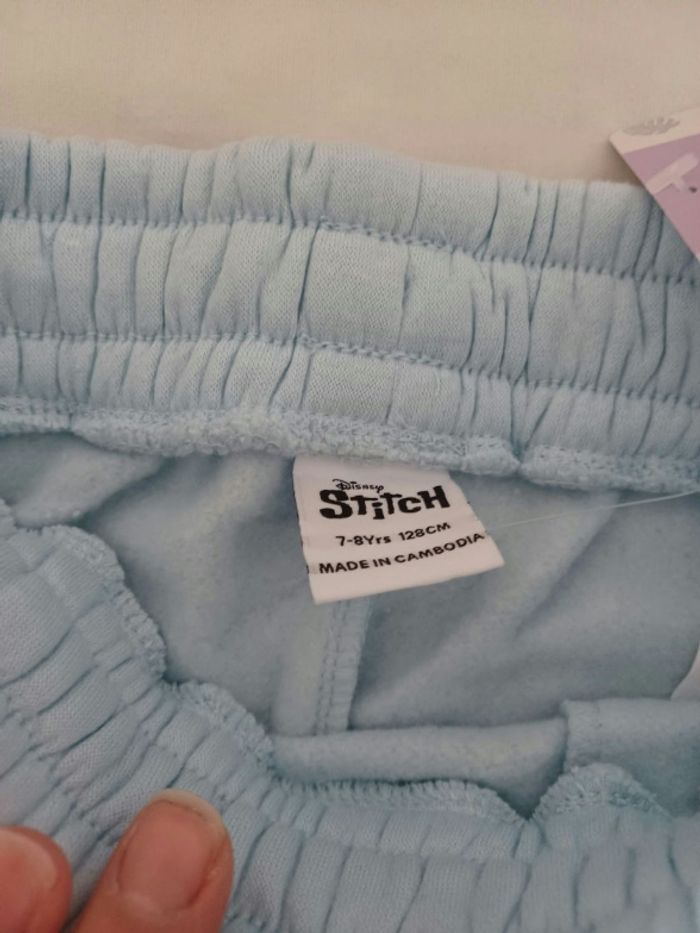 Disney
Stitch
7-8Yrs 128CM
MADE IN CAMBODIA